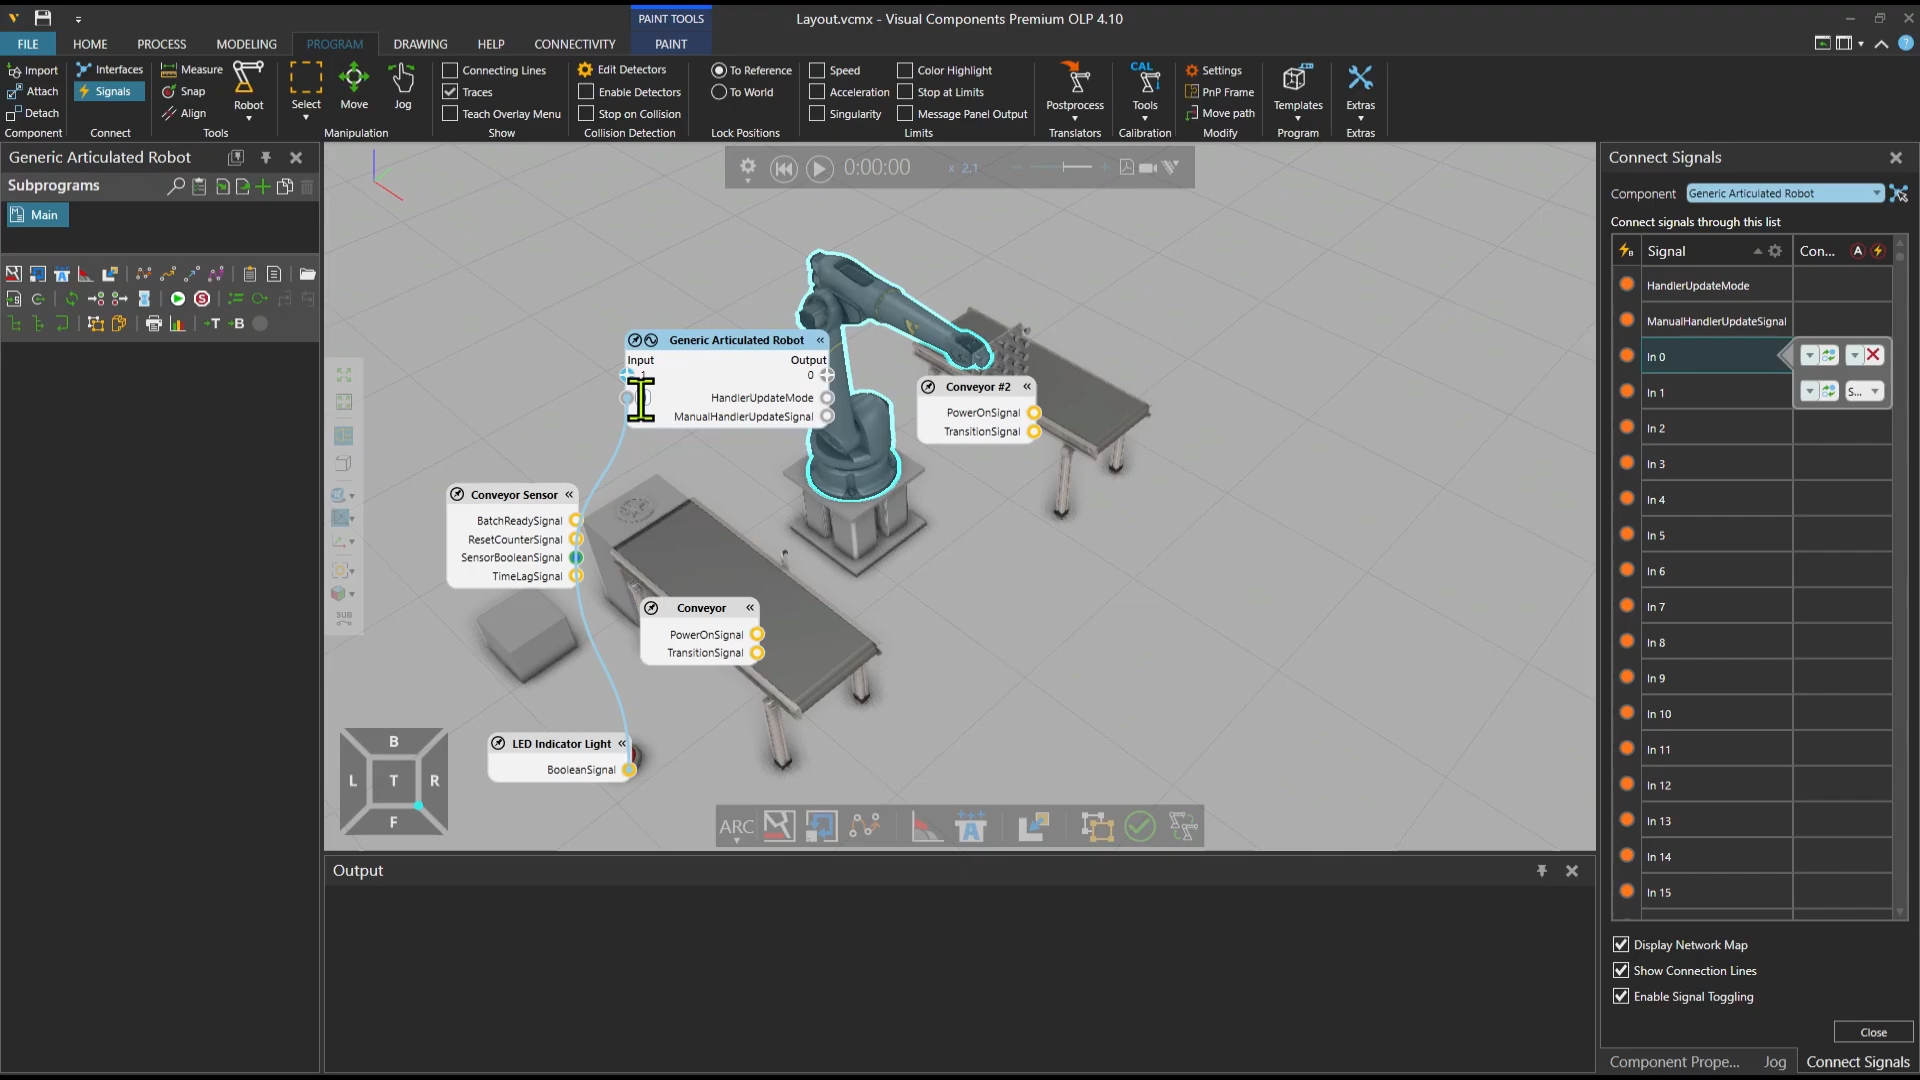 PAINT TOOLS
Layout.vcmx - Visual Components Premium OLP 4.10
FILE
HOME
PROCESS
MODELING
PROGRAM
DRAWING
HELP
CONNECTIVITY
PAINT
Import
Attach
Detach
Component
Interfaces
Signals
Connect
Measure
Snap
Align
Robot
Tools
Select
Move
Jog
Manipulation
Connecting Lines
Traces
Teach Overlay Menu
Show
Edit Detectors
Enable Detectors
Stop on Collision
Collision Detection
To Reference
To World
Lock Positions
Speed
Acceleration
Singularity
Color Highlight
Stop at Limits
Message Panel Output
Limits
Postprocess
Translators
CAL
Tools
Calibration
Settings
PnP Frame
Move path
Modify
Templates
Program
Extras
Extras
Generic Articulated Robot
Subprograms
Main
0:00:00
x 2.1
Generic Articulated Robot
Input
Output
1
0
HandlerUpdateMode
ManualHandlerUpdateSignal
Conveyor #2
PowerOnSignal
TransitionSignal
Conveyor Sensor
BatchReadySignal
ResetCounterSignal
SensorBooleanSignal
TimeLagSignal
Conveyor
PowerOnSignal
TransitionSignal
LED Indicator Light
BooleanSignal
SUB
B
L
T
R
F
ARC
Output
Connect Signals
Component
Generic Articulated Robot
Connect signals through this list
Signal
Con...
A
HandlerUpdateMode
ManualHandlerUpdateSignal
In 0
In 1
S...
In 2
In 3
In 4
In 5
In 6
In 7
In 8
In 9
In 10
In 11
In 12
In 13
In 14
In 15
Display Network Map
Show Connection Lines
Enable Signal Toggling
Close
Component Prope...
Jog
Connect Signals